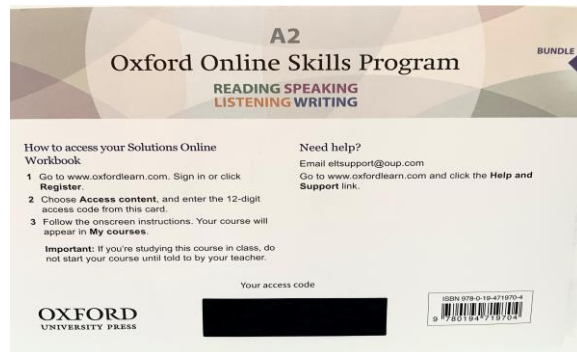 A2
Oxford Online Skills Program
BUNDLE
READING SPEAKING
LISTENING WRITING
How to access your Solutions Online
Workbook
1 Go to www.oxfordlearn.com. Sign in or click
Register.
2 Choose Access content, and enter the 12-digit
access code from this card.
3 Follow the onscreen instructions. Your course will
appear in My courses.
Important: If you're studying this course in class, do
not start your course until told to by your teacher.
Need help?
Email eltsupport@oup.com
Go to www.oxfordlearn.com and click the Help and
Support link.
Your access code
OXFORD
UNIVERSITY PRESS
ISBN 978-0-19-471970-4
9 780194 719704